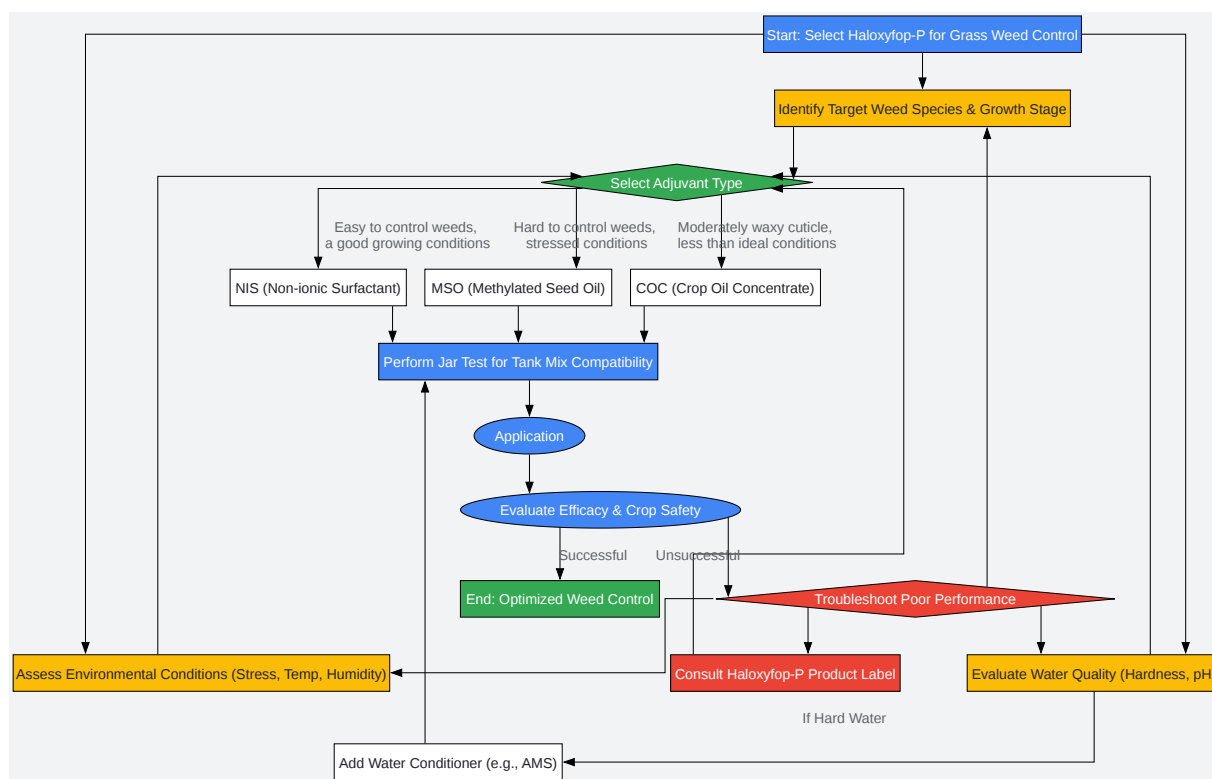 Start: Select Haloxyfop-P for Grass Weed Control
Identify Target Weed Species & Growth Stage
Select Adjuvant Type
Easy to control weeds,
a good growing conditions
Hard to control weeds,
stressed conditions
Moderately waxy cuticle,
less than ideal conditions
NIS (Non-ionic Surfactant)
MSO (Methylated Seed Oil)
COC (Crop Oil Concentrate)
Perform Jar Test for Tank Mix Compatibility
Application
Evaluate Efficacy & Crop Safety
Successful
Unsuccessful
End: Optimized Weed Control
Troubleshoot Poor Performance
Assess Environmental Conditions (Stress, Temp, Humidity)
Consult Haloxyfop-P Product Label
Evaluate Water Quality (Hardness, pH
If Hard Water
Add Water Conditioner (e.g., AMS)